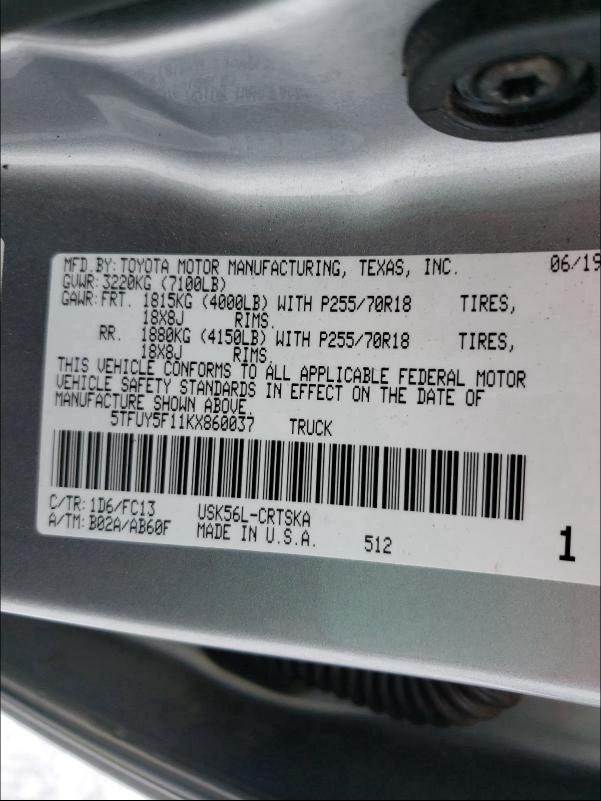 MFD.BY: TOYOTA MOTOR MANUFACTURING, TEXAS, INC. 06/19
GVWR: 3220KG (7100LB)
GAWR: FRT. 1815KG (4000LB) WITH P255/70R18 TIRES,
18X8J RIMS.
RR. 1880KG (4150LB) WITH P255/70R18 TIRES,
18X8J RIMS.
THIS VEHICLE CONFORMS TO ALL APPLICABLE FEDERAL MOTOR
VEHICLE SAFETY STANDARDS IN EFFECT ON THE DATE OF
MANUFACTURE SHOWN ABOVE.
5TFUY5F11KX860037 TRUCK
C/TR: 1D6/FC13 USK56L-CRTSKA
A/TM: B02A/AB60F MADE IN U.S.A. 512 1